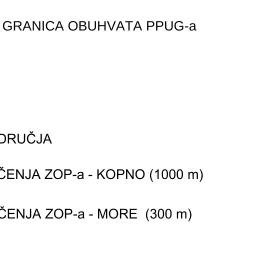 GRANICA OBUHVATA PPUG-a
DRUČJA
ČENJA ZOP-a - KOPNO (1000 m)
ČENJA ZOP-a - MORE (300 m)